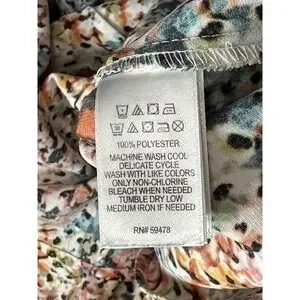 100% POLYESTER
MACHINE WASH COOL
DELICATE CYCLE
WASH WITH LIKE COLORS
ONLY NON-CHLORINE
BLEACH WHEN NEEDED
TUMBLE DRY LOW
MEDIUM IRON IF NEEDED
RN# 59478